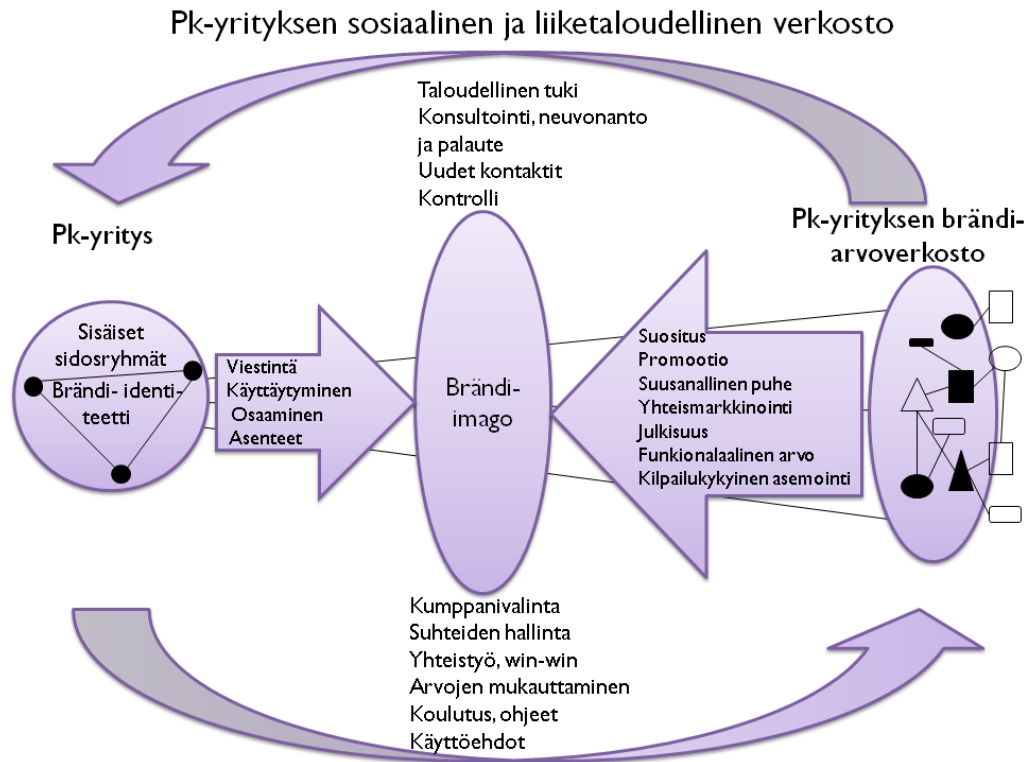 Pk-yrityksen sosiaalinen ja liiketaloudellinen verkosto
Taloudellinen tuki
Konsultointi, neuvonanto
ja palaute
Uudet kontaktit
Kontrolli
Pk-yritys
Pk-yrityksen brändi-
arvoverkosto
Sisäiset
sidosryhmät
Brändi- identi-
teetti
Viestintä
Käyttäytyminen
Osaaminen
Asenteet
Brändi-
imago
Suositus
Promootio
Suusanallinen puhe
Yhteismarkkinointi
Julkisuus
Funkionalaalinen arvo
Kilpailukykyinen asemointi
Kumppanivalinta
Suhteiden hallinta
Yhteistyö, win-win
Arvojen mukauttaminen
Koulutus, ohjeet
Käyttöehdot